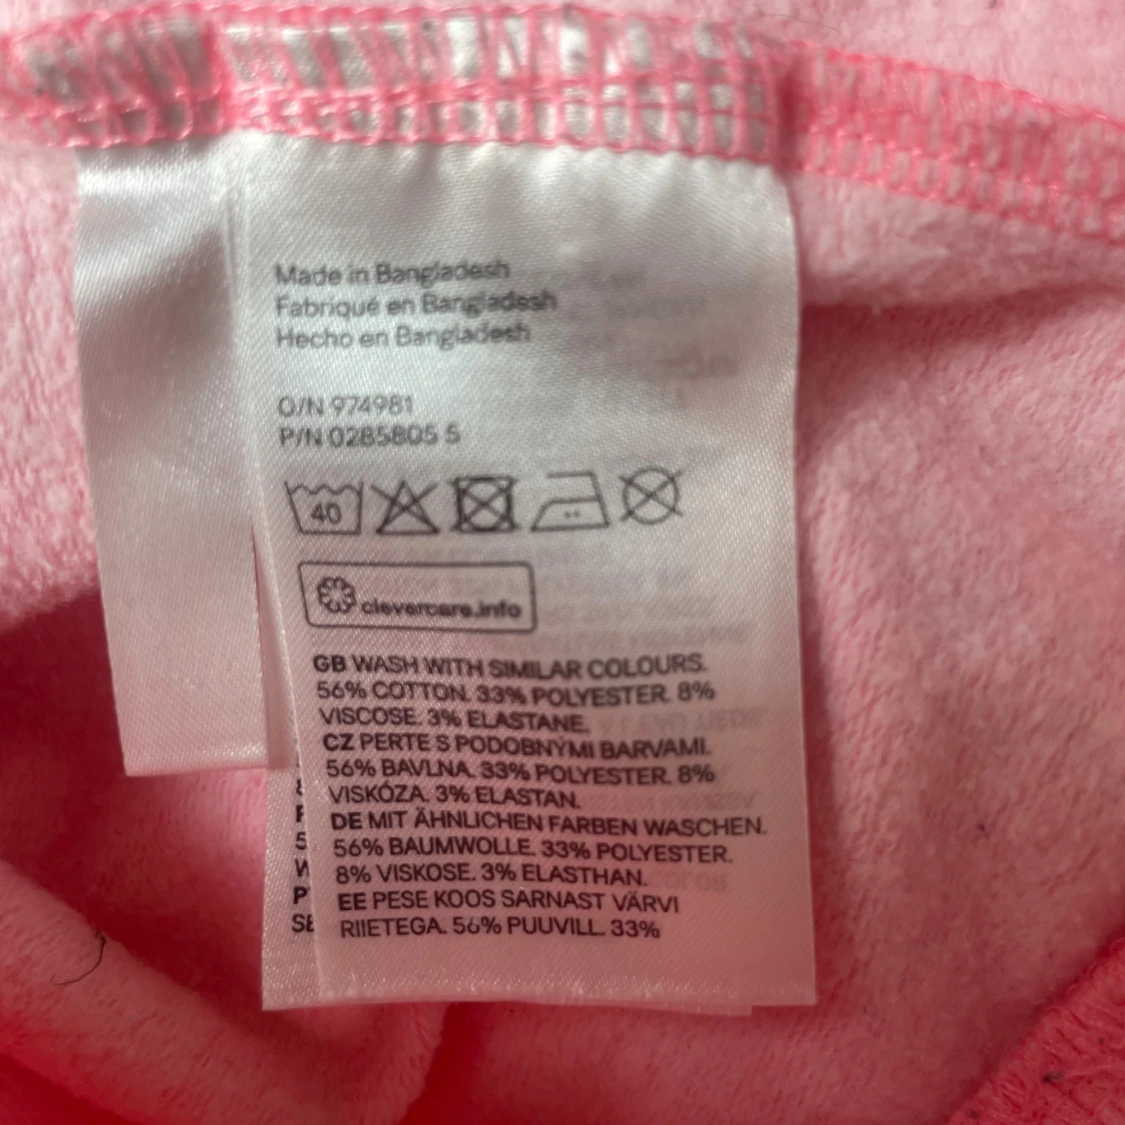 Made in Bangladesh
Fabriqué en Bangladesh
Hecho en Bangladesh
O/N 974981
P/N 0285805 5
40
clevercare.info
GB WASH WITH SIMILAR COLOURS.
56% COTTON. 33% POLYESTER. 8%
VISCOSE. 3% ELASTANE.
CZ PERTE S PODOBNÝMI BARVAMI.
56% BAVLNA. 33% POLYESTER. 8%
VISKÓZA. 3% ELASTAN.
DE MIT ÄHNLICHEN FARBEN WASCHEN.
56% BAUMWOLLE. 33% POLYESTER.
8% VISKOSE. 3% ELASTHAN.
EE PESE KOOS SARNAST VÄRVI
RIIETEGA. 56% PUUVILL. 33%